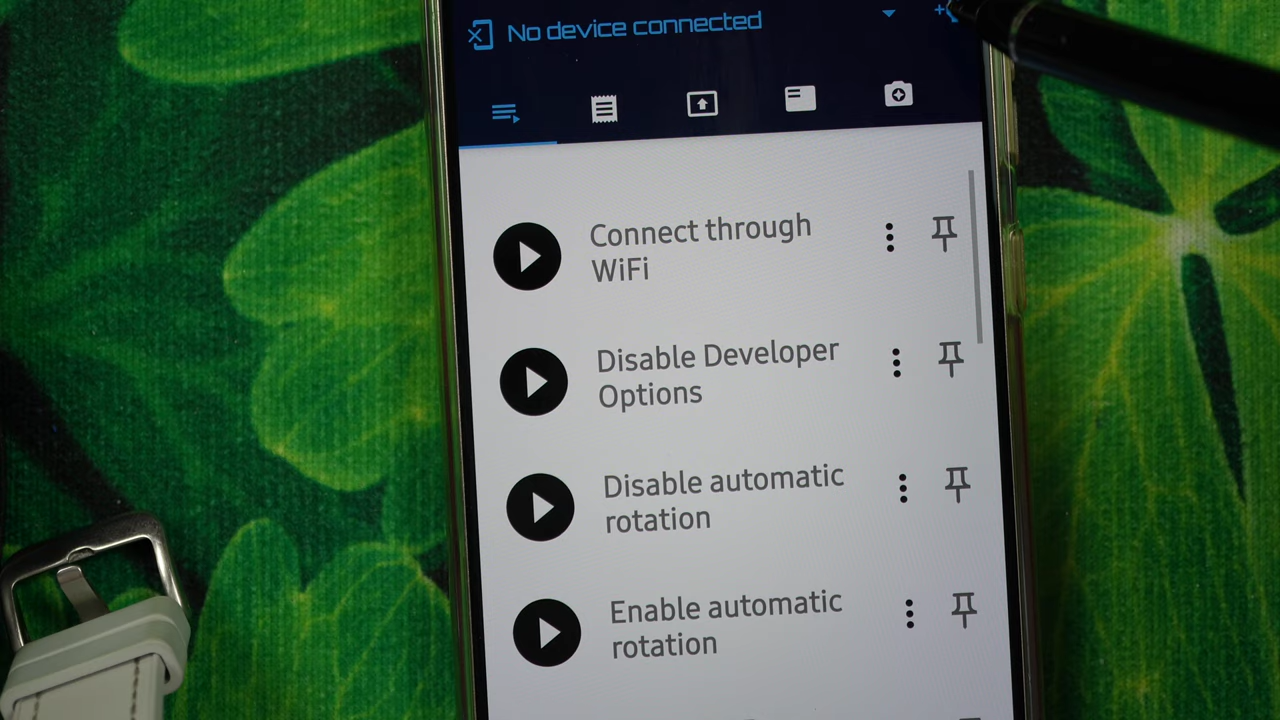 No device connected
Connect through
WiFi
Disable Developer
Options
Disable automatic
rotation
Enable automatic
rotation